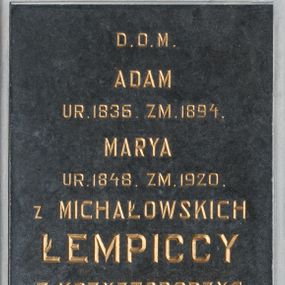 D.O.M.
ADAM
UR.1836. ZM.1894.
MARYA
UR.1848. ZM.1920.
z MICHAŁOWSKICH
ŁEMPICCY